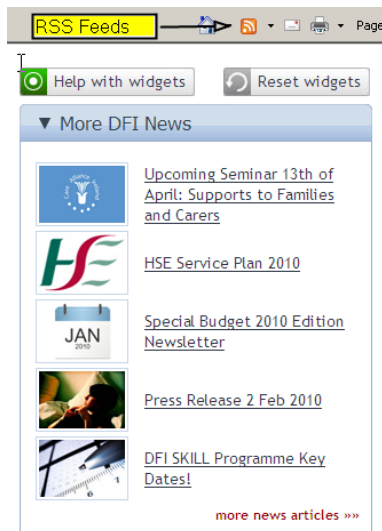 RSS Feeds
Page
Help with widgets
Reset widgets
▼ More DFI News
Upcoming Seminar 13th of
April: Supports to Families
and Carers
HSE
HSE Service Plan 2010
JAN
2010
Special Budget 2010 Edition
Newsletter
Press Release 2 Feb 2010
DFI SKILL Programme Key
Dates!
more news articles »»